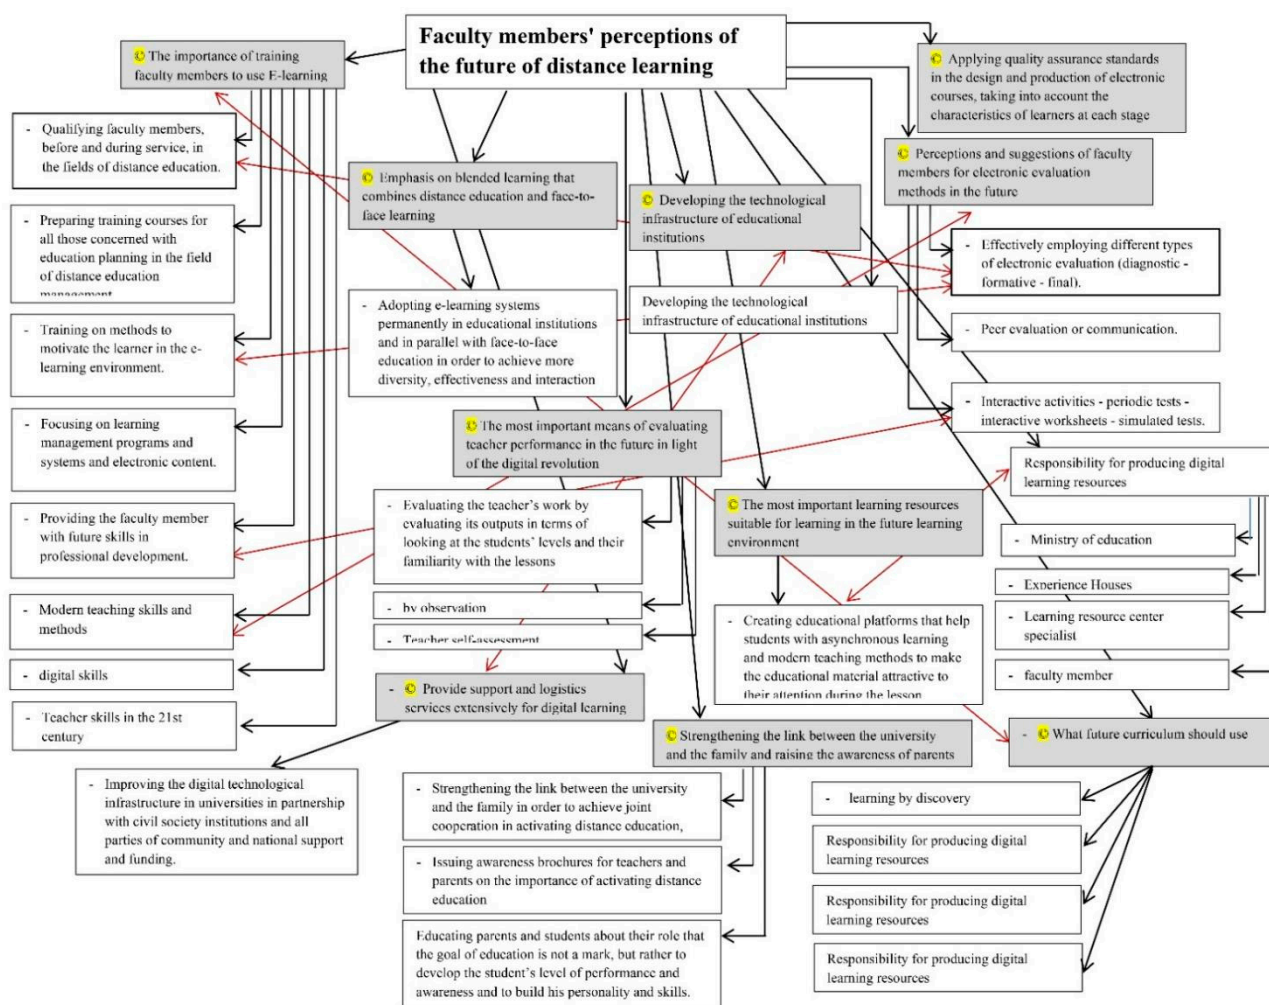 Faculty members' perceptions of
the future of distance learning
© The importance of training
faculty members to use E-learning
- Qualifying faculty members,
before and during service, in
the fields of distance education.
- Preparing training courses for
all those concerned with
education planning in the field
of distance education
management
- Training on methods to
motivate the learner in the e-
learning environment.
- Focusing on learning
management programs and
systems and electronic content.
- Providing the faculty member
with future skills in
professional development.
- Modern teaching skills and
methods
- digital skills
- Teacher skills in the 21st
century
© Emphasis on blended learning that
combines distance education and face-to-
face learning
- Adopting e-learning systems
permanently in educational institutions
and in parallel with face-to-face
education in order to achieve more
diversity, effectiveness and interaction
© Developing the technological
infrastructure of educational
institutions
Developing the technological
infrastructure of educational institutions
© Applying quality assurance standards
in the design and production of electronic
courses, taking into account the
characteristics of learners at each stage
© Perceptions and suggestions of faculty
members for electronic evaluation
methods in the future
- Effectively employing different types
of electronic evaluation (diagnostic -
formative - final).
- Peer evaluation or communication.
- Interactive activities - periodic tests -
interactive worksheets - simulated tests.
© The most important means of evaluating
teacher performance in the future in light
of the digital revolution
- Evaluating the teacher's work by
evaluating its outputs in terms of
looking at the students' levels and their
familiarity with the lessons
- by observation
- Teacher self-assessment
© The most important learning resources
suitable for learning in the future learning
environment
- Creating educational platforms that help
students with asynchronous learning
and modern teaching methods to make
the educational material attractive to
their attention during the lesson
Responsibility for producing digital
learning resources
- Ministry of education
- Experience Houses
- Learning resource center
specialist
- faculty member
- © Provide support and logistics
services extensively for digital learning
- Improving the digital technological
infrastructure in universities in partnership
with civil society institutions and all
parties of community and national support
and funding.
© Strengthening the link between the university
and the family and raising the awareness of parents
- Strengthening the link between the university
and the family in order to achieve joint
cooperation in activating distance education,
- Issuing awareness brochures for teachers and
parents on the importance of activating distance
education
Educating parents and students about their role that
the goal of education is not a mark, but rather to
develop the student's level of performance and
awareness and to build his personality and skills.
- © What future curriculum should use
- learning by discovery
Responsibility for producing digital
learning resources
Responsibility for producing digital
learning resources
Responsibility for producing digital
learning resources